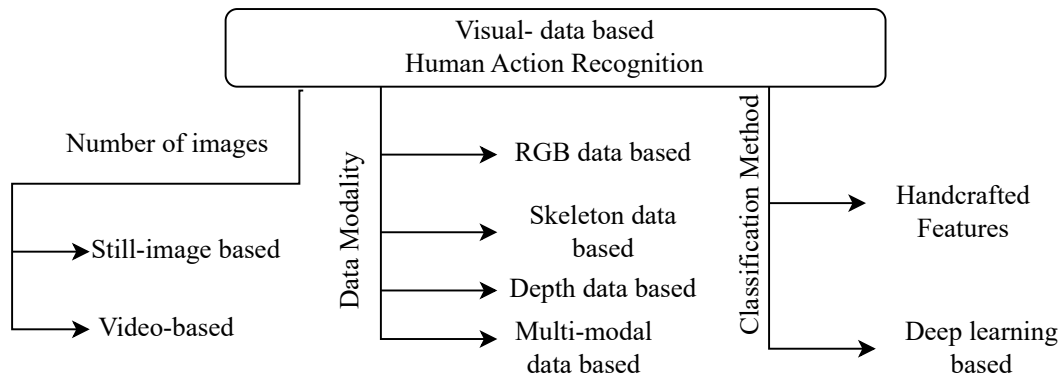 Visual- data based
Human Action Recognition
Number of images
Still-image based
Video-based
Data Modality
RGB data based
Skeleton data
based
Depth data based
Multi-modal
data based
Classification Method
Handcrafted
Features
Deep learning
based